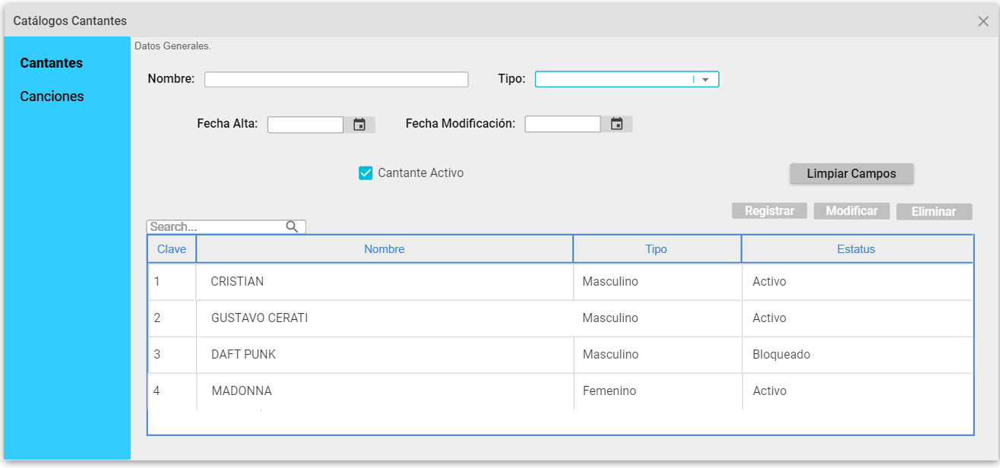 Catálogos Cantantes
Cantantes
Canciones
Datos Generales.
Nombre: Tipo:
Fecha Alta: Fecha Modificación:
Cantante Activo Limpiar Campos
Registrar Modificar Eliminar
Search...
Clave Nombre Tipo Estatus
1 CRISTIAN Masculino Activo
2 GUSTAVO CERATI Masculino Activo
3 DAFT PUNK Masculino Bloqueado
4 MADONNA Femenino Activo